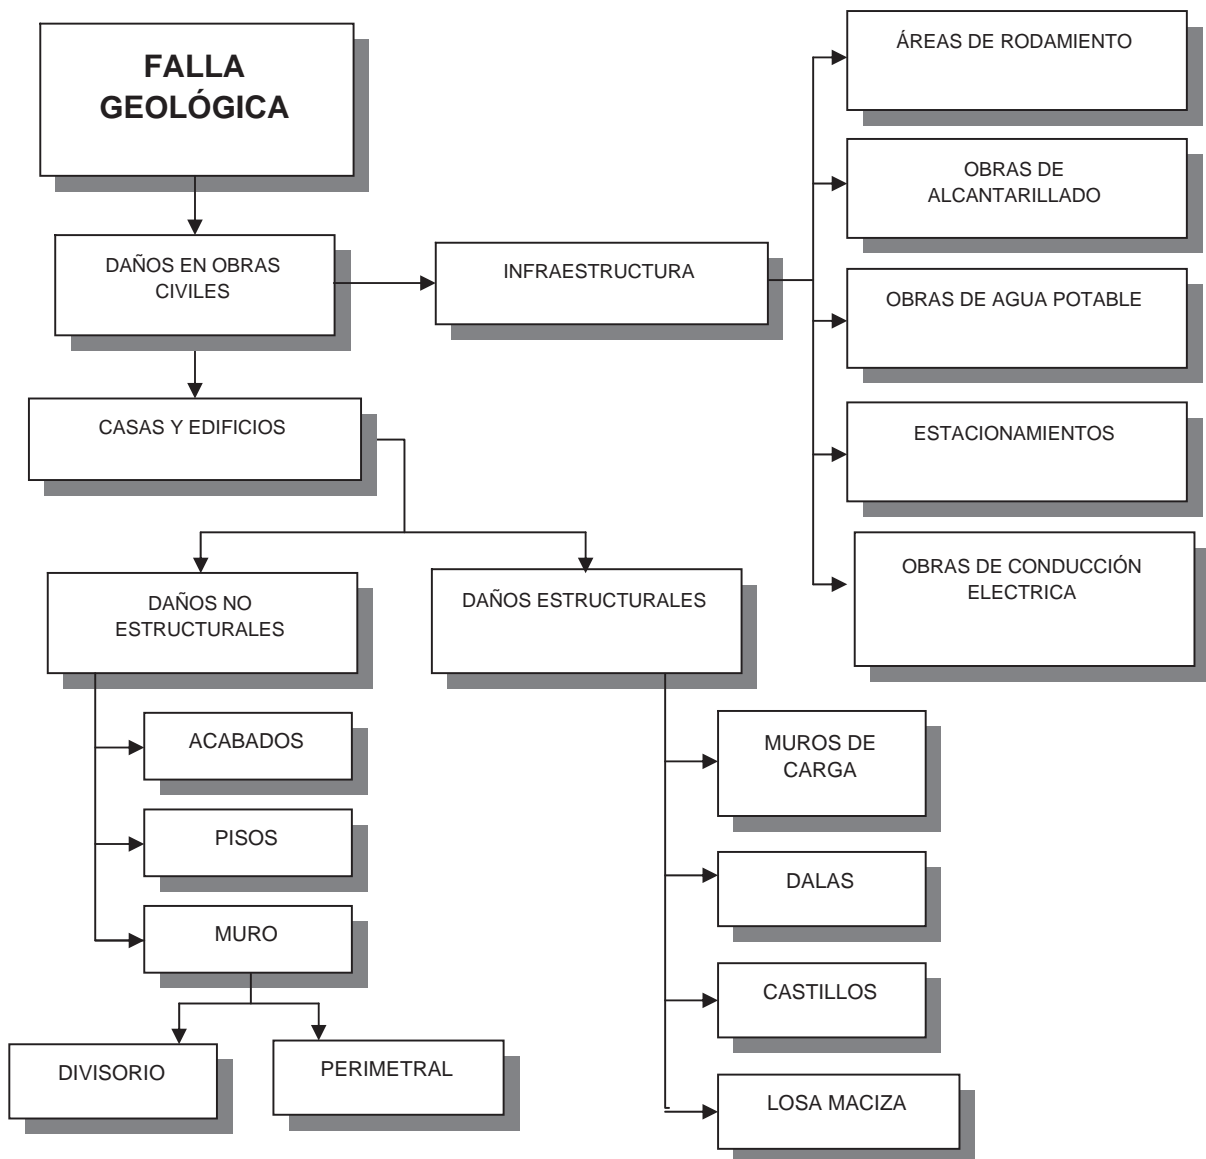 FALLA
GEOLÓGICA
DAÑOS EN OBRAS
CIVILES
INFRAESTRUCTURA
ÁREAS DE RODAMIENTO
OBRAS DE
ALCANTARILLADO
OBRAS DE AGUA POTABLE
ESTACIONAMIENTOS
OBRAS DE CONDUCCIÓN
ELECTRICA
CASAS Y EDIFICIOS
DAÑOS NO
ESTRUCTURALES
ACABADOS
PISOS
MURO
DIVISORIO
PERIMETRAL
DAÑOS ESTRUCTURALES
MUROS DE
CARGA
DALAS
CASTILLOS
LOSA MACIZA